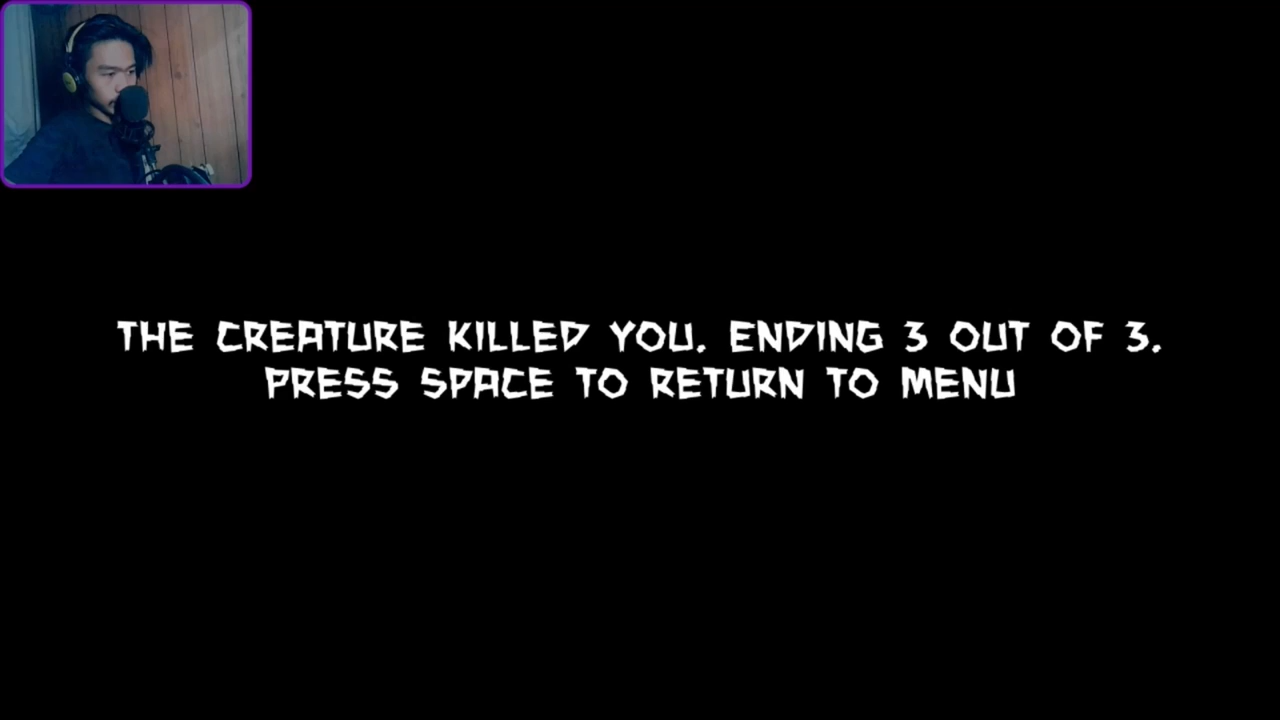 THE CREATURE KILLED YOU. ENDING 3 OUT OF 3.
PRESS SPACE TO RETURN TO MENU